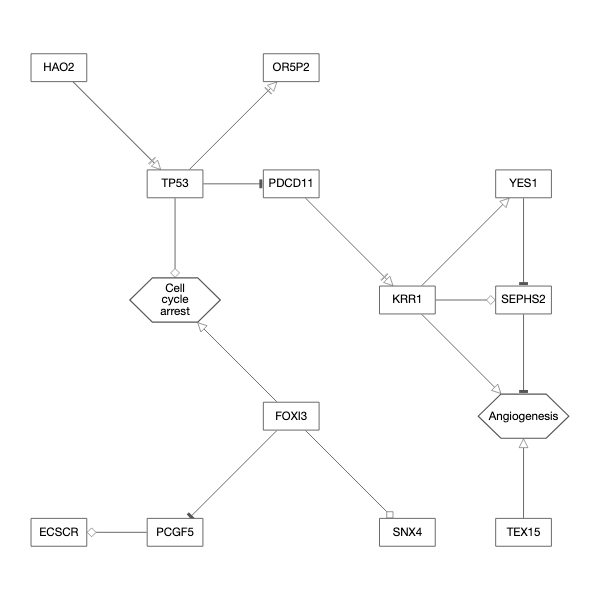 HAO2
OR5P2
TP53
PDCD11
YES1
Cell
cycle
arrest
KRR1
SEPHS2
FOXI3
Angiogenesis
ECSCR
PCGF5
SNX4
TEX15